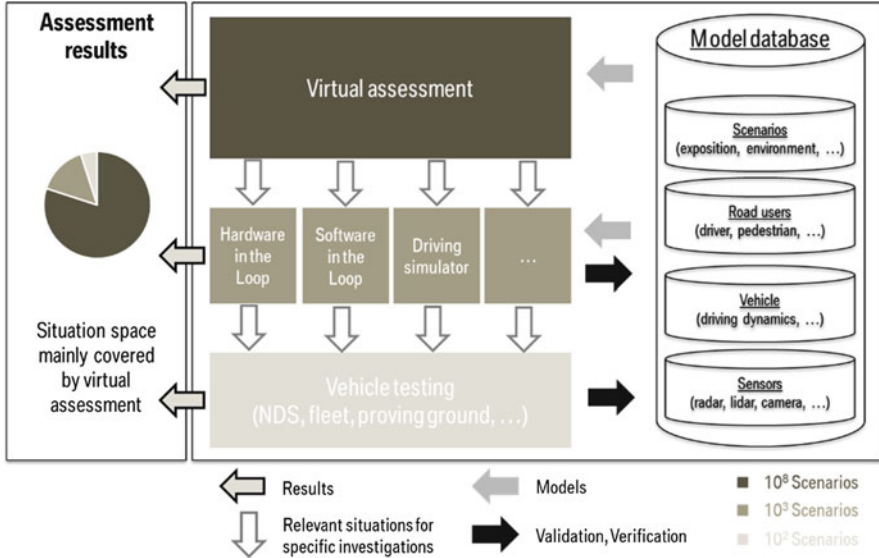 Assessment
results
Situation space
mainly covered
by virtual
assessment
Virtual assessment
Hardware
in the
Loop
Software
in the
Loop
Driving
simulator
...
Vehicle testing
(NDS, fleet, proving ground, ...)
Model database
Scenarios
(exposition, environment, ...)
Road users
(driver, pedestrian, ...)
Vehicle
(driving dynamics, ...)
Sensors
(radar, lidar, camera, ...)
Results
Relevant situations for
specific investigations
Models
Validation, Verification
10⁸ Scenarios
10³ Scenarios
10² Scenarios